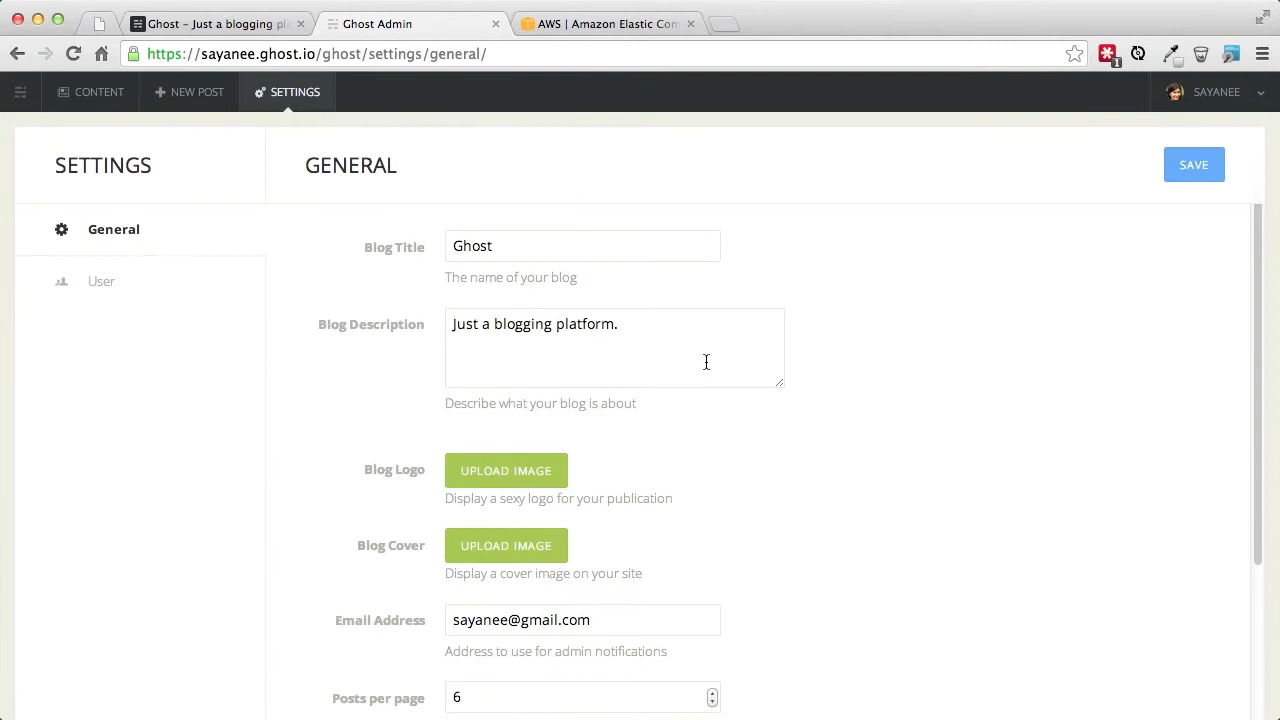 Ghost – Just a blogging pla
Ghost Admin
AWS | Amazon Elastic Com
https://sayanee.ghost.io/ghost/settings/general/
1
CONTENT
NEW POST
SETTINGS
SAYANEE
SETTINGS
GENERAL
SAVE
General
User
Blog Title
Ghost
The name of your blog
Blog Description
Just a blogging platform.
Describe what your blog is about
Blog Logo
UPLOAD IMAGE
Display a sexy logo for your publication
Blog Cover
UPLOAD IMAGE
Display a cover image on your site
Email Address
sayanee@gmail.com
Address to use for admin notifications
Posts per page
6